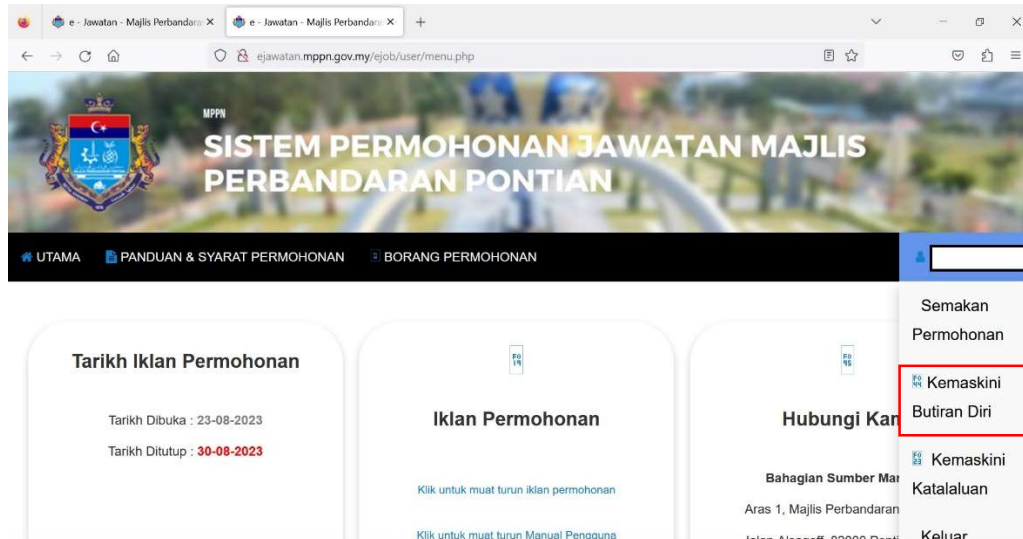 e - Jawatan - Majlis Perbandara
e - Jawatan - Majlis Perbandara
ejawatan.mppn.gov.my/ejob/user/menu.php
MPPN
SISTEM PERMOHONAN JAWATAN MAJLIS
PERBANDARAN PONTIAN
UTAMA PANDUAN & SYARAT PERMOHONAN BORANG PERMOHONAN
Semakan
Permohonan
Kemaskini
Butiran Diri
Kemaskini
Katalaluan
Keluar
Tarikh Iklan Permohonan
Tarikh Dibuka : 23-08-2023
Tarikh Ditutup : 30-08-2023
Iklan Permohonan
Klik untuk muat turun iklan permohonan
Klik untuk muat turun Manual Pengguna
Hubungi Kam
Bahagian Sumber Mar
Aras 1, Majlis Perbandaran